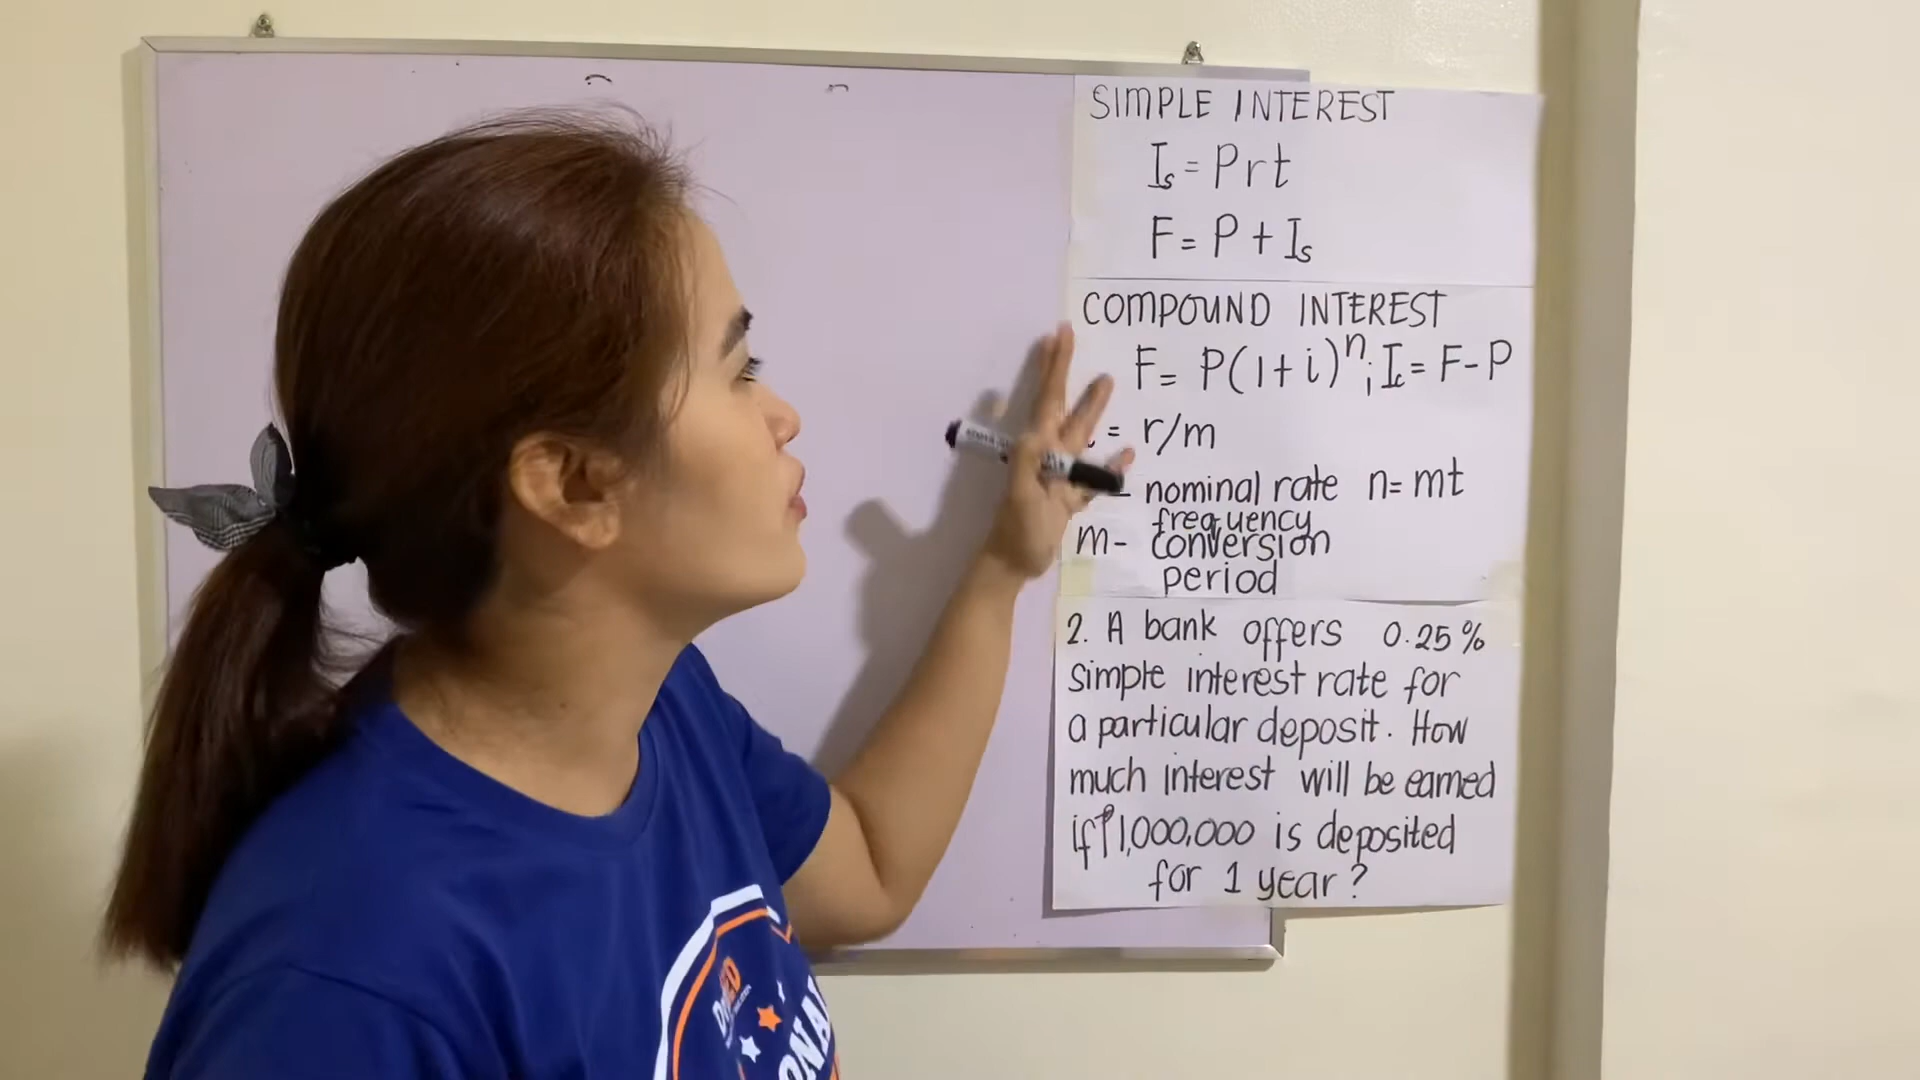 SIMPLE INTEREST
Is = Prt
F = P + Is
COMPOUND INTEREST
F = P(1+i)ⁿ; Ic = F-P
= r/m
- nominal rate n= mt
frequency
m- conversion
period
2. A bank offers 0.25%
simple interest rate for
a particular deposit. How
much interest will be earned
if ₱1,000,000 is deposited
for 1 year?